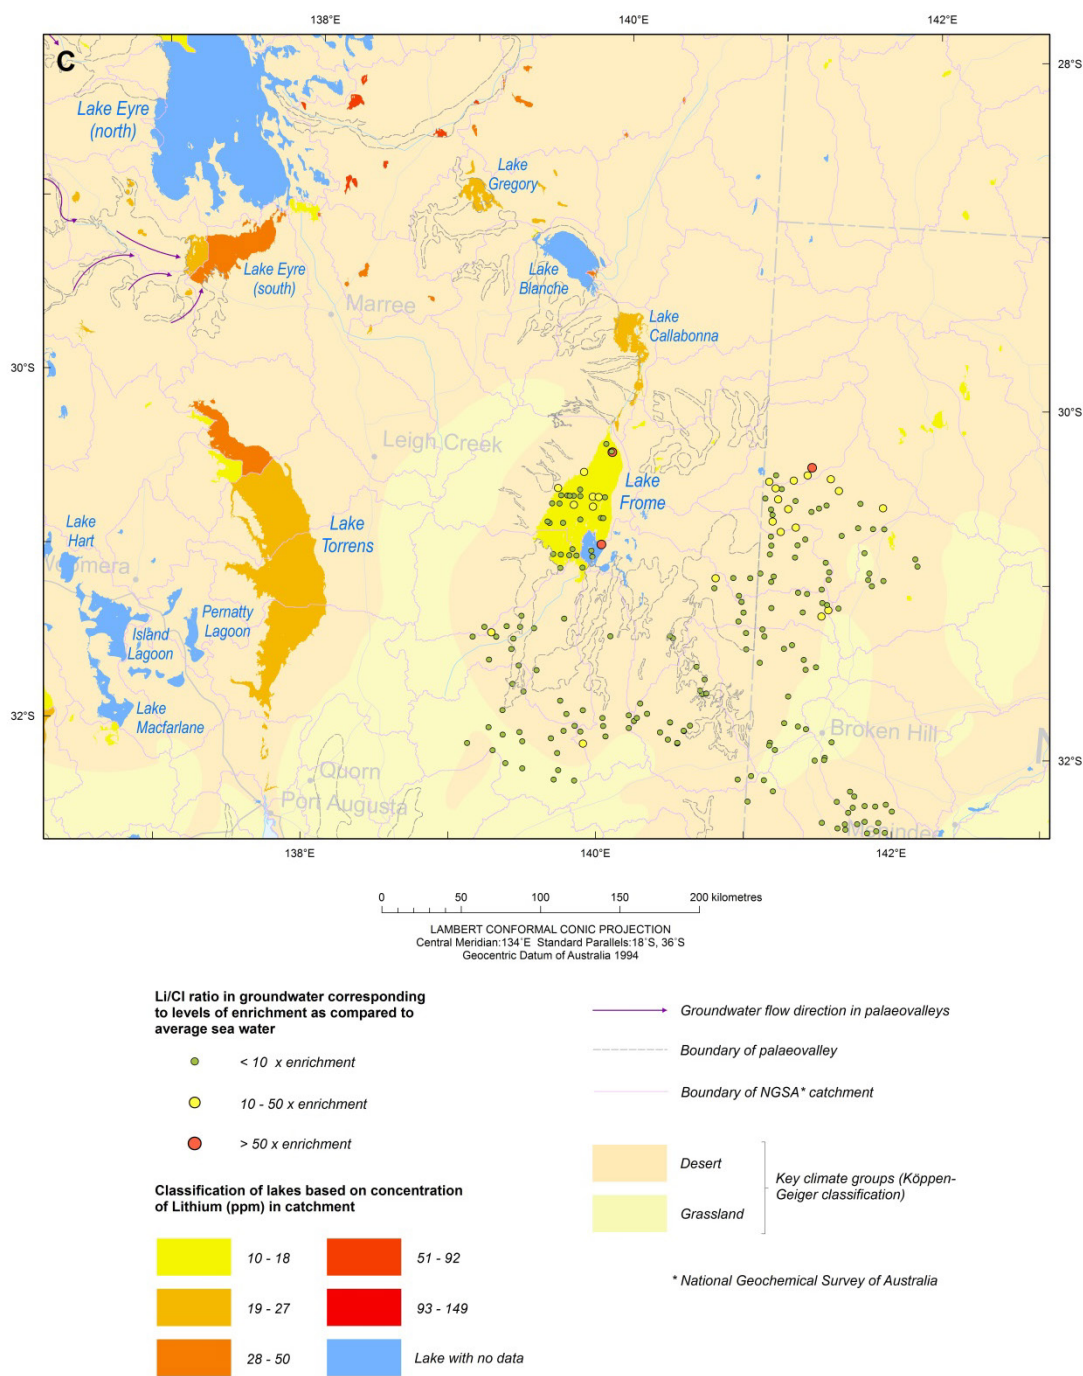 138°E
140°E
142°E
C
28°S
Lake Eyre
(north)
Lake
Gregory
Lake Eyre
(south)
Lake
Blanche
Marree
Lake
Callabonna
30°S
30°S
Leigh Creek
Lake
Frome
Lake
Torrens
Lake
Hart
Woomera
Pernatty
Lagoon
Island
Lagoon
Lake
Macfarlane
32°S
Broken Hill
32°S
N
Quorn
Port Augusta
Menindee
138°E
140°E
142°E
0 50 100 150 200 kilometres
LAMBERT CONFORMAL CONIC PROJECTION
Central Meridian:134°E Standard Parallels:18°S, 36°S
Geocentric Datum of Australia 1994
Li/Cl ratio in groundwater corresponding
to levels of enrichment as compared to
average sea water
< 10 x enrichment
10 - 50 x enrichment
> 50 x enrichment
Classification of lakes based on concentration
of Lithium (ppm) in catchment
10 - 18
19 - 27
28 - 50
51 - 92
93 - 149
Lake with no data
Groundwater flow direction in palaeovalleys
Boundary of palaeovalley
Boundary of NGSA* catchment
Desert
Grassland
Key climate groups (Köppen-
Geiger classification)
* National Geochemical Survey of Australia